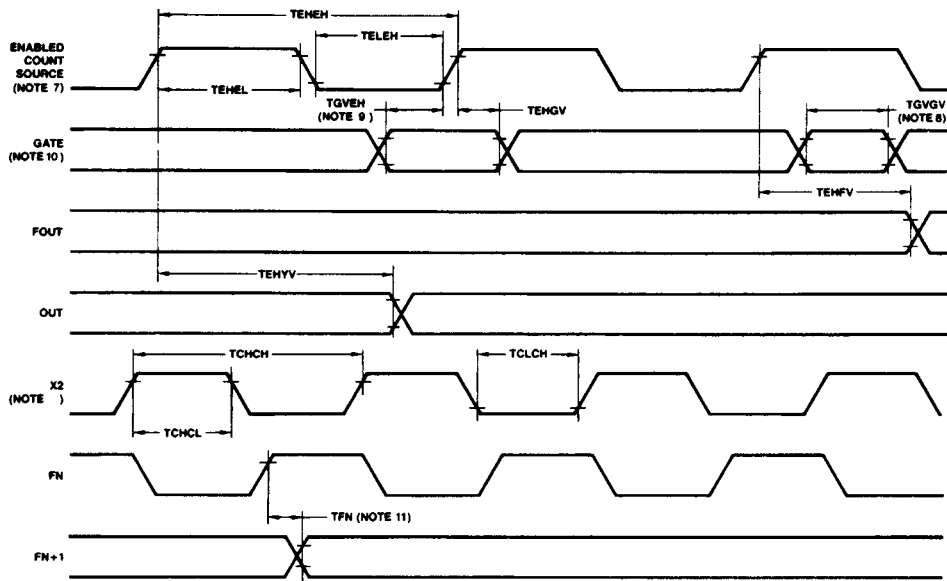 TEHEH
TELEH
ENABLED
COUNT
SOURCE
(NOTE 7)
TEHEL
TGVEH
(NOTE 9)
TEHGV
TGVGV
(NOTE 8)
GATE
(NOTE 10)
TEHFV
FOUT
TEHYV
OUT
TCHCH
TCLCH
X2
(NOTE )
TCHCL
FN
TFN (NOTE 11)
FN+1